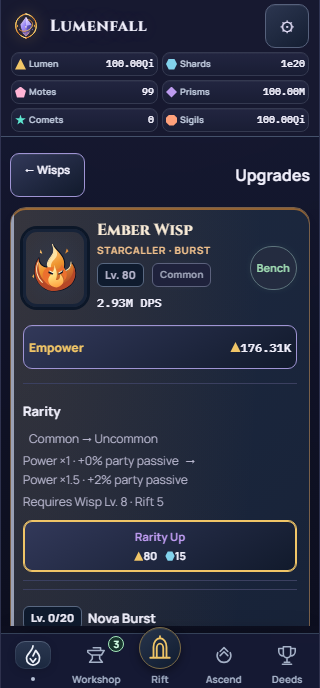 Lumenfall
Lumen 100.00Qi
Shards 1e20
Motes 99
Prisms 100.00M
Comets 0
Sigils 100.00Qi
← Wisps
Upgrades
Ember Wisp
STARCALLER · BURST
Lv. 80 Common
Bench
2.93M DPS
Empower 176.31K
Rarity
Common → Uncommon
Power ×1 · +0% party passive →
Power ×1.5 · +2% party passive
Requires Wisp Lv. 8 · Rift 5
Rarity Up
80 15
Lv. 0/20 Nova Burst
3
Workshop
Rift
Ascend
Deeds